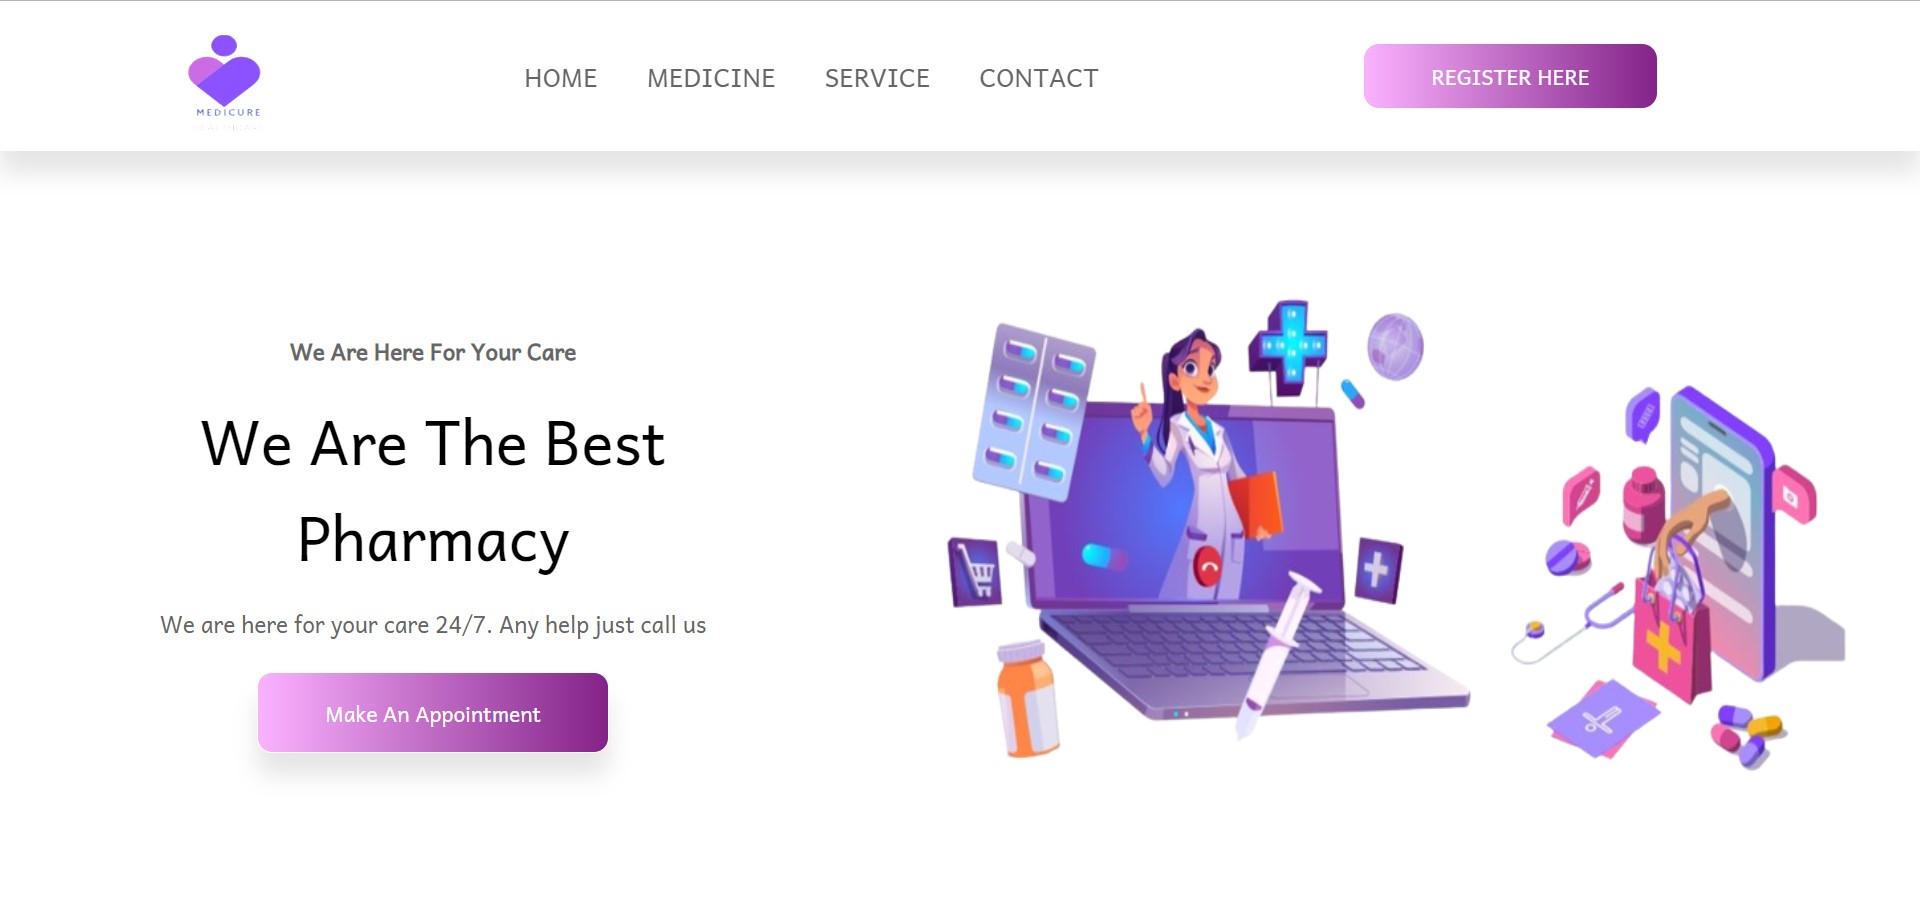 MEDICURE
HOME MEDICINE SERVICE CONTACT
REGISTER HERE
We Are Here For Your Care
We Are The Best
Pharmacy
We are here for your care 24/7. Any help just call us
Make An Appointment